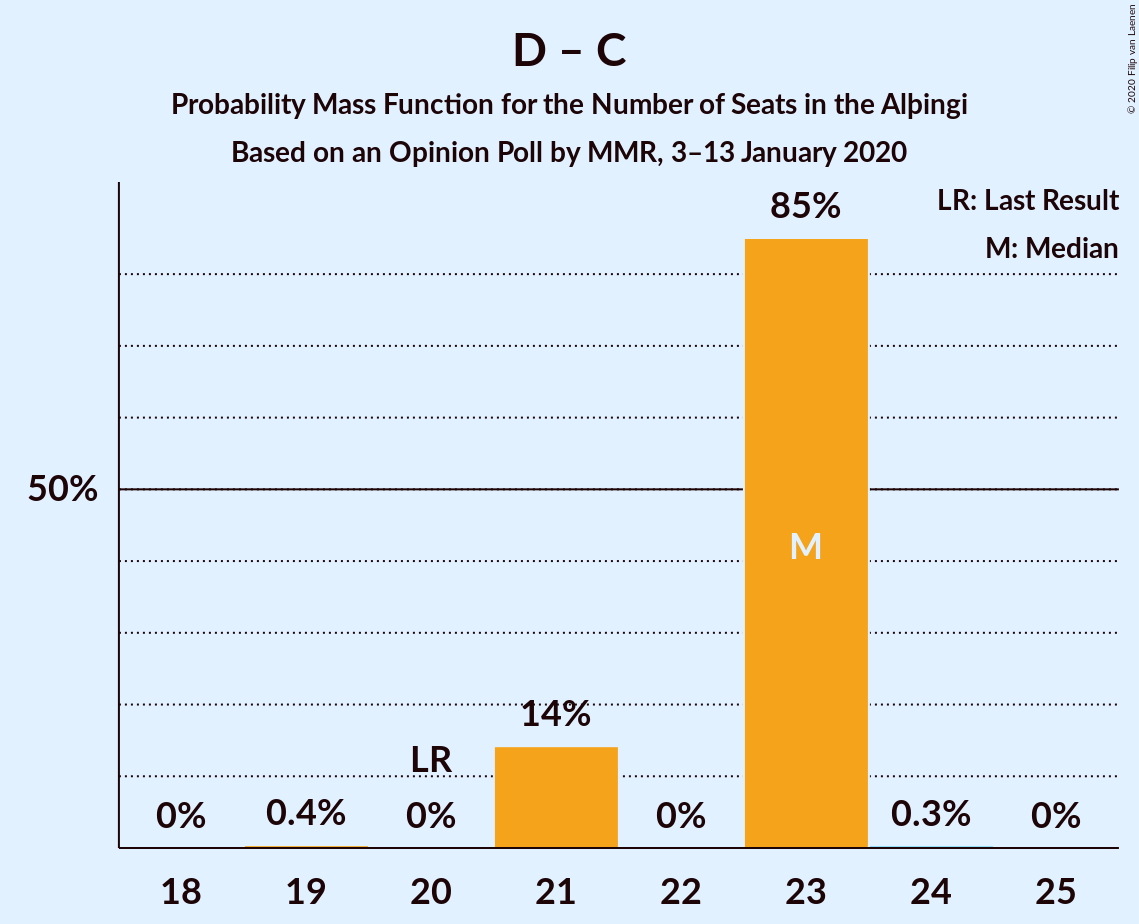 D – C
Probability Mass Function for the Number of Seats in the Alþingi
Based on an Opinion Poll by MMR, 3–13 January 2020
© 2020 Filip van Laenen
LR: Last Result
M: Median
85%
50%
M
14%
LR
0%
0.4%
0%
0%
0.3%
0%
18 19 20 21 22 23 24 25